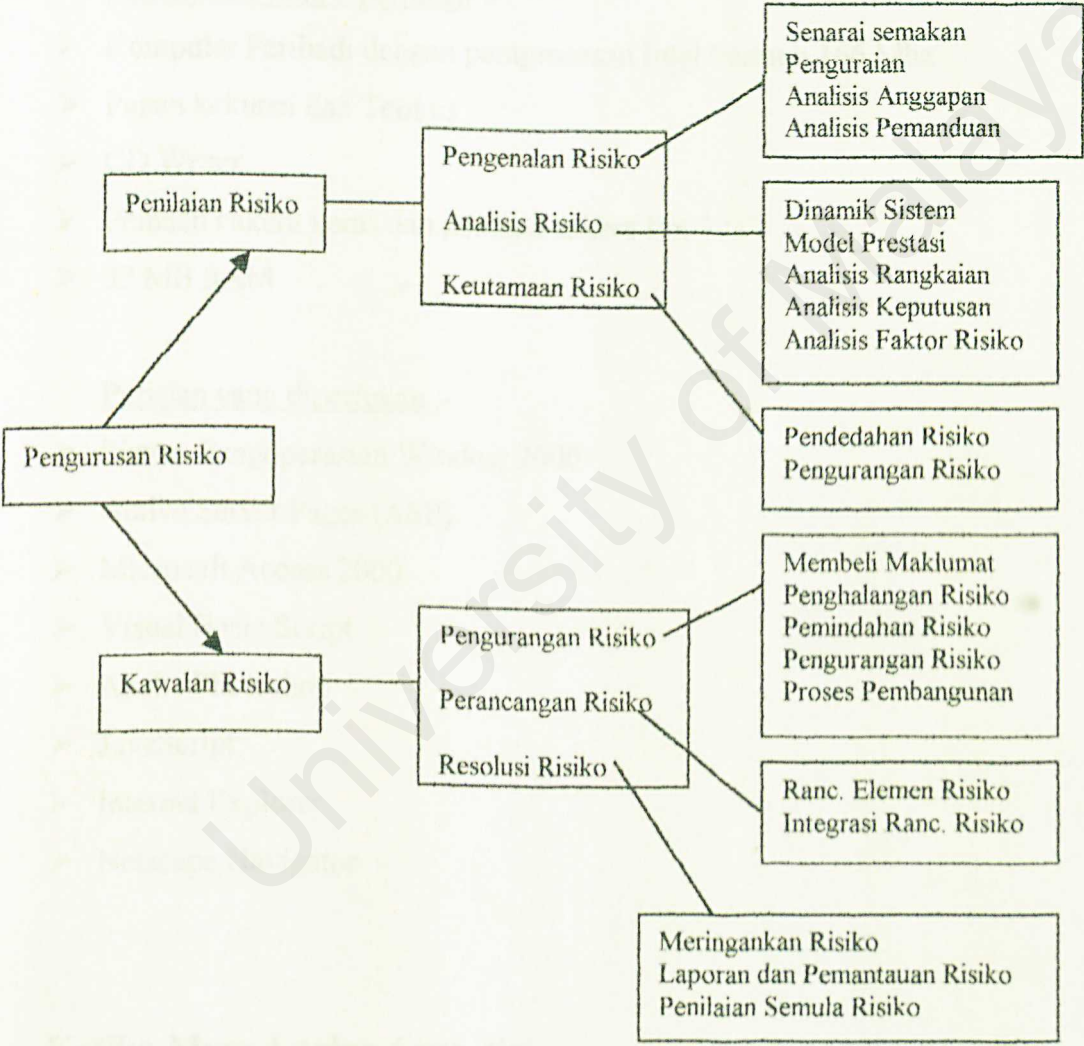 Pengurusan Risiko
Penilaian Risiko
Pengenalan Risiko
Analisis Risiko
Keutamaan Risiko
Senarai semakan
Penguraian
Analisis Anggapan
Analisis Pemanduan
Dinamik Sistem
Model Prestasi
Analisis Rangkaian
Analisis Keputusan
Analisis Faktor Risiko
Pendedahan Risiko
Pengurangan Risiko
Kawalan Risiko
Pengurangan Risiko
Perancangan Risiko
Resolusi Risiko
Membeli Maklumat
Penghalangan Risiko
Pemindahan Risiko
Pengurangan Risiko
Proses Pembangunan
Ranc. Elemen Risiko
Integrasi Ranc. Risiko
Meringankan Risiko
Laporan dan Pemantauan Risiko
Penilaian Semula Risiko
University of Malaya